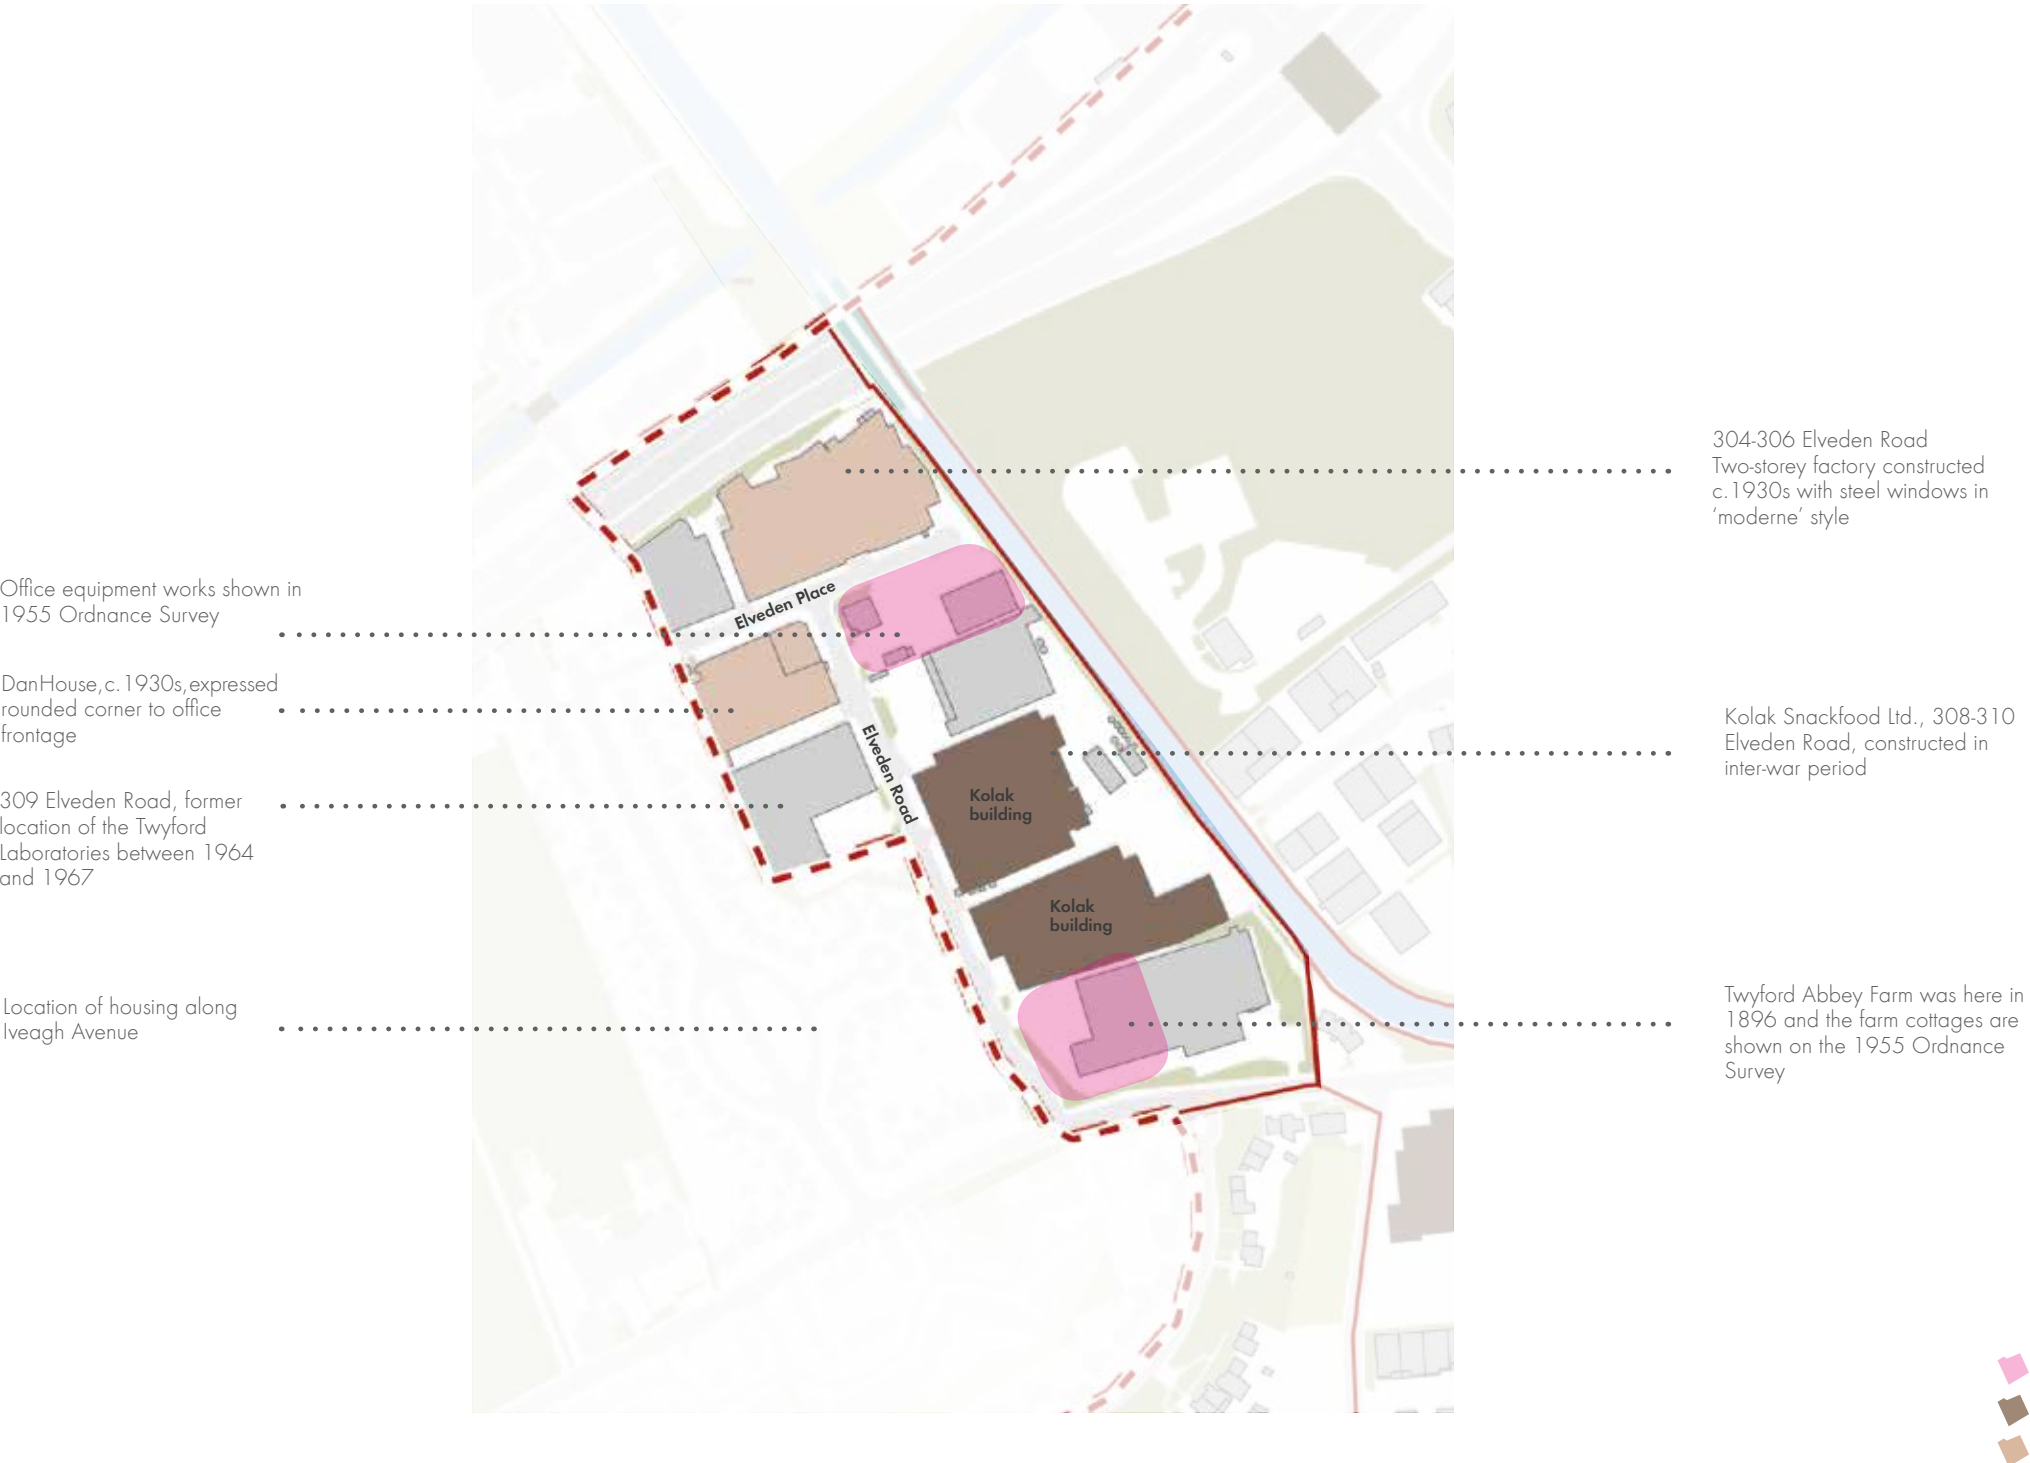 304-306 Elveden Road
Two-storey factory constructed
c.1930s with steel windows in
‘moderne’ style
Office equipment works shown in
1955 Ordnance Survey
Elveden Place
DanHouse,c.1930s,expressed
rounded corner to office
frontage
Kolak Snackfood Ltd., 308-310
Elveden Road, constructed in
inter-war period
Elveden Road
309 Elveden Road, former
location of the Twyford
Laboratories between 1964
and 1967
Kolak
building
Kolak
building
Location of housing along
Iveagh Avenue
Twyford Abbey Farm was here in
1896 and the farm cottages are
shown on the 1955 Ordnance
Survey